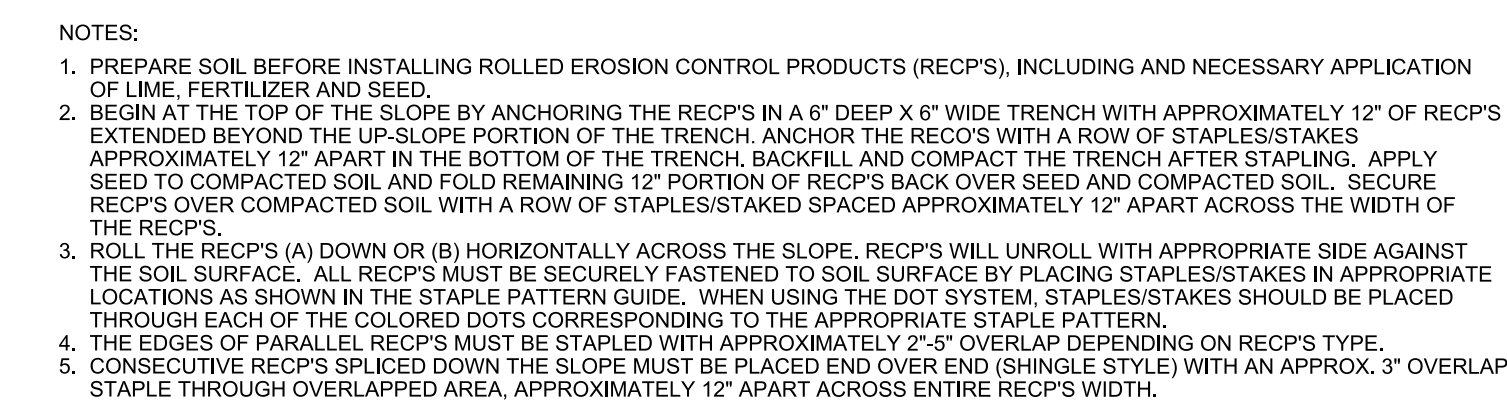 NOTES:
1. PREPARE SOIL BEFORE INSTALLING ROLLED EROSION CONTROL PRODUCTS (RECP'S), INCLUDING AND NECESSARY APPLICATION
OF LIME, FERTILIZER AND SEED.
2. BEGIN AT THE TOP OF THE SLOPE BY ANCHORING THE RECP'S IN A 6" DEEP X 6" WIDE TRENCH WITH APPROXIMATELY 12" OF RECP'S
EXTENDED BEYOND THE UP-SLOPE PORTION OF THE TRENCH. ANCHOR THE RECO'S WITH A ROW OF STAPLES/STAKES
APPROXIMATELY 12" APART IN THE BOTTOM OF THE TRENCH. BACKFILL AND COMPACT THE TRENCH AFTER STAPLING. APPLY
SEED TO COMPACTED SOIL AND FOLD REMAINING 12" PORTION OF RECP'S BACK OVER SEED AND COMPACTED SOIL. SECURE
RECP'S OVER COMPACTED SOIL WITH A ROW OF STAPLES/STAKED SPACED APPROXIMATELY 12" APART ACROSS THE WIDTH OF
THE RECP'S.
3. ROLL THE RECP'S (A) DOWN OR (B) HORIZONTALLY ACROSS THE SLOPE. RECP'S WILL UNROLL WITH APPROPRIATE SIDE AGAINST
THE SOIL SURFACE. ALL RECP'S MUST BE SECURELY FASTENED TO SOIL SURFACE BY PLACING STAPLES/STAKES IN APPROPRIATE
LOCATIONS AS SHOWN IN THE STAPLE PATTERN GUIDE. WHEN USING THE DOT SYSTEM, STAPLES/STAKES SHOULD BE PLACED
THROUGH EACH OF THE COLORED DOTS CORRESPONDING TO THE APPROPRIATE STAPLE PATTERN.
4. THE EDGES OF PARALLEL RECP'S MUST BE STAPLED WITH APPROXIMATELY 2"-5" OVERLAP DEPENDING ON RECP'S TYPE.
5. CONSECUTIVE RECP'S SPLICED DOWN THE SLOPE MUST BE PLACED END OVER END (SHINGLE STYLE) WITH AN APPROX. 3" OVERLAP
STAPLE THROUGH OVERLAPPED AREA, APPROXIMATELY 12" APART ACROSS ENTIRE RECP'S WIDTH.